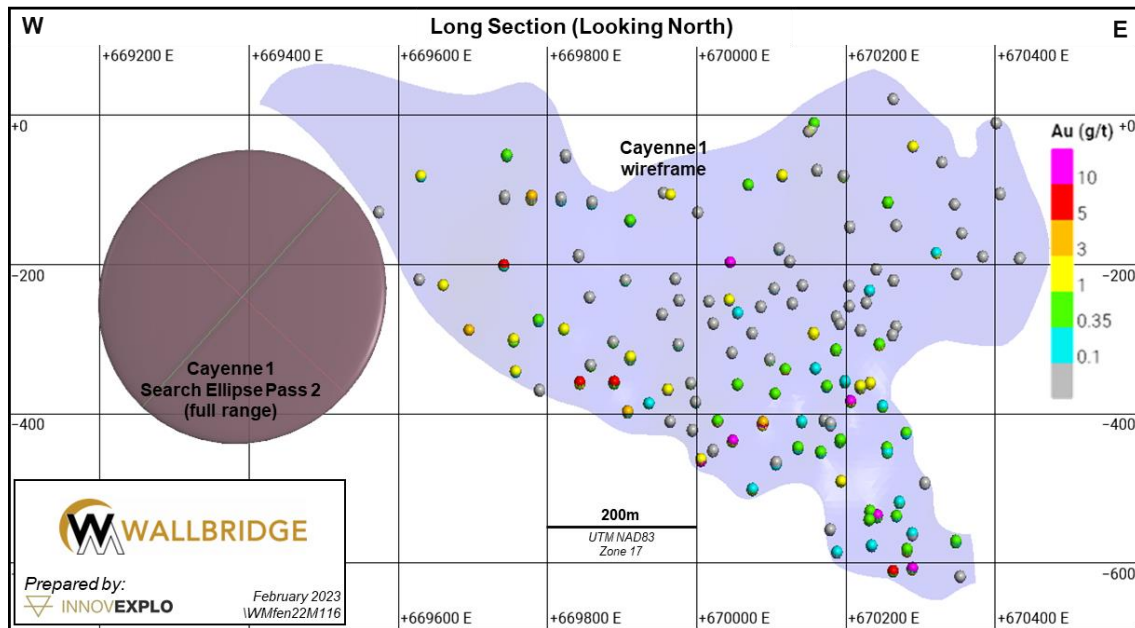 W
Long Section (Looking North)
E
+669200 E
+669400 E
+669600 E
+669800 E
+670000 E
+670200 E
+670400 E
+0
+0
Cayenne 1
wireframe
Au (g/t)
10
5
3
1
0.35
0.1
-200
-200
Cayenne 1
Search Ellipse Pass 2
(full range)
-400
-400
200m
UTM NAD83
Zone 17
-600
WALLBRIDGE
Prepared by:
INNOVEXPLO
February 2023
\WMfen22M116
+669600 E
+669800 E
+670000 E
+670200 E
+670400 E